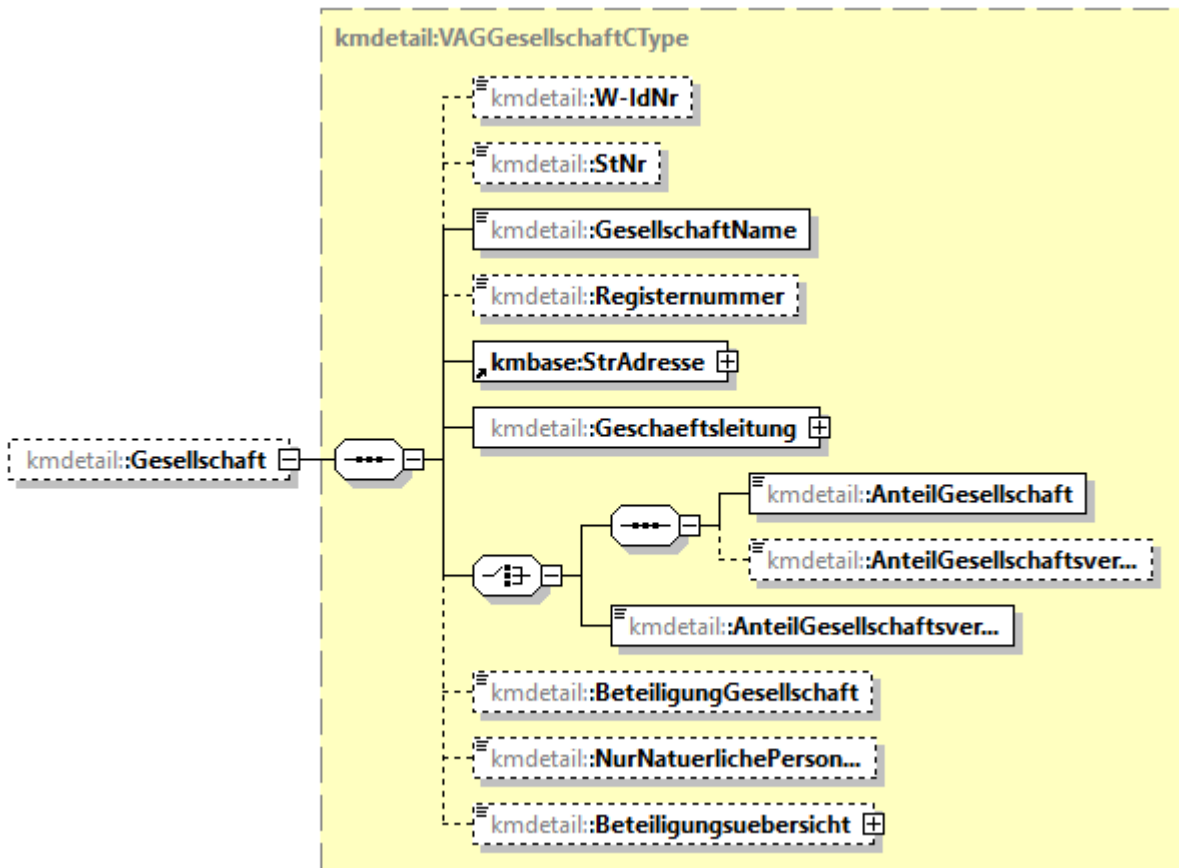 kmdetail:VAGGesellschaftCType
kmdetail::W-IdNr
kmdetail::StNr
kmdetail::GesellschaftName
kmdetail::Registernummer
kmbase:StrAdresse
kmdetail::Geschaeftsleitung
kmdetail::Gesellschaft
kmdetail::AnteilGesellschaft
kmdetail::AnteilGesellschaftsver...
kmdetail::AnteilGesellschaftsver...
kmdetail::BeteiligungGesellschaft
kmdetail::NurNatuerlichePerson...
kmdetail::Beteiligungsuebersicht